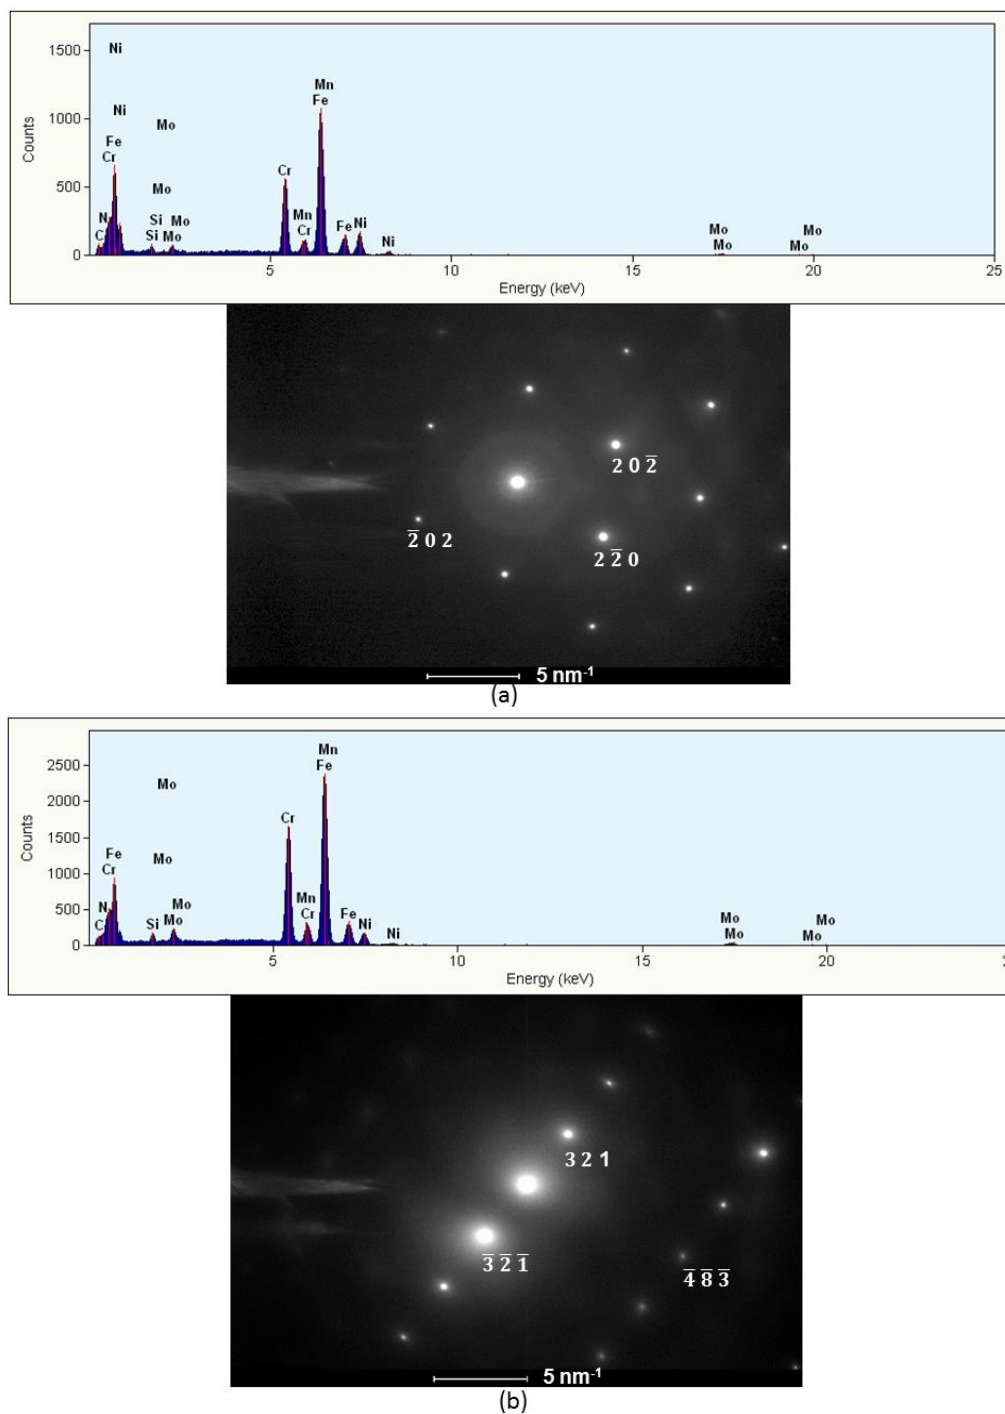 1500
Ni
1000
Ni
Mo
Fe
Cr
Mn
Fe
Counts
500
Mo
Cr
N
Si
Mo
Mn
Cr
Fe
Ni
C
Si
Mo
Ni
Mo
Mo
Mo
Mo
0
5
10
15
20
25
Energy (keV)
2 0 2̅
2̅ 0 2
2 2̅ 0
5 nm⁻¹
(a)
2500
2000
1500
1000
500
0
Counts
Mn
Fe
Mo
Cr
Fe
Cr
Mo
N
C
Si
Mo
Mo
Mn
Cr
Fe
Ni
Ni
Mo
Mo
Mo
Mo
5
10
15
20
2
Energy (keV)
3 2 1
3̅ 2̅ 1̅
4̅ 8̅ 3̅
5 nm⁻¹
(b)